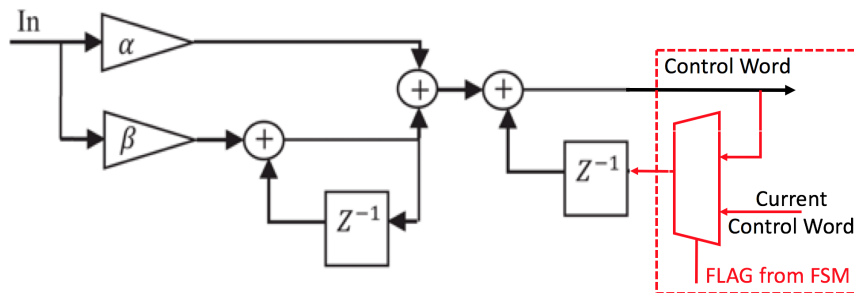 In
α
Control Word
+
+
β
+
Z⁻¹
Z⁻¹
Current
Control Word
FLAG from FSM